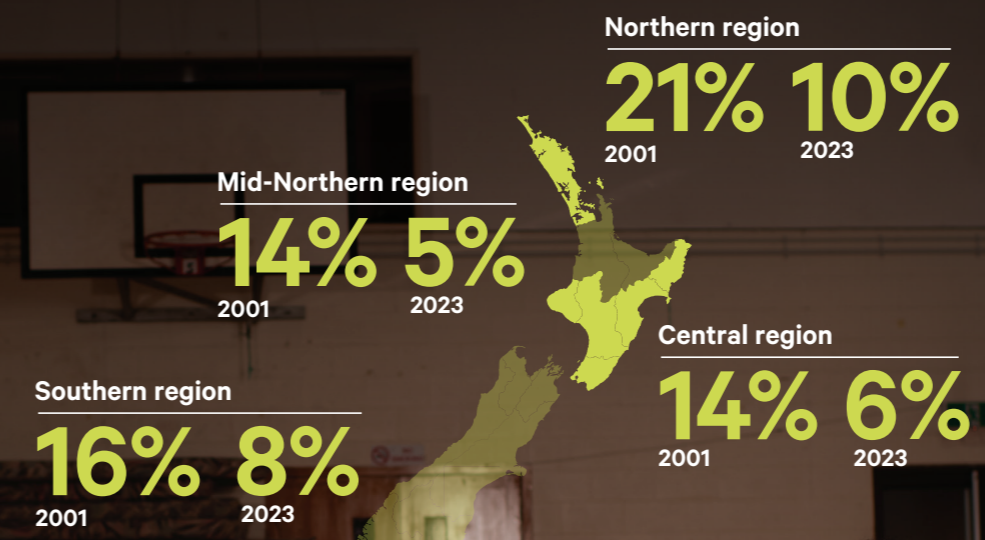 Northern region
21% 10%
2001 2023
Mid-Northern region
14% 5%
2001 2023
Central region
14% 6%
2001 2023
Southern region
16% 8%
2001 2023